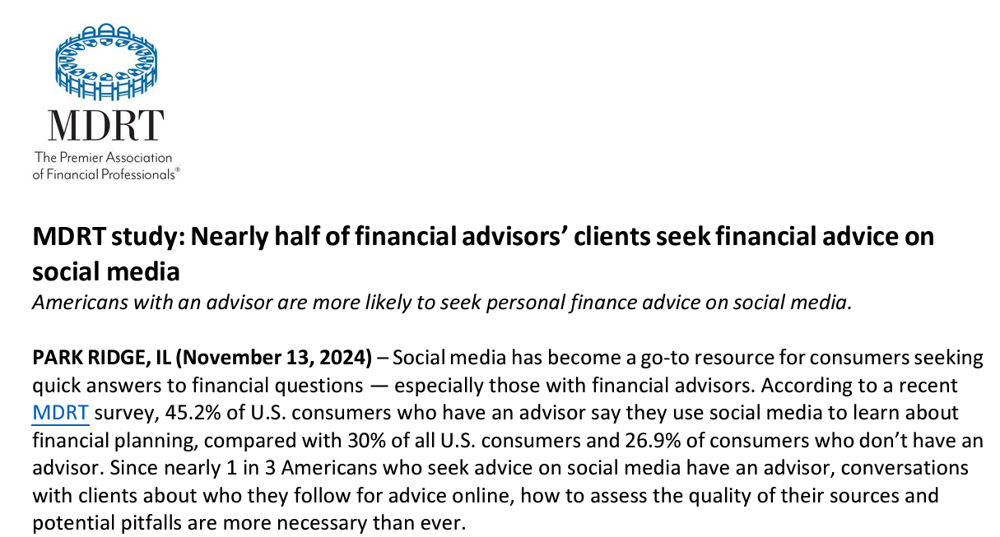 MDRT
The Premier Association
of Financial Professionals®
MDRT study: Nearly half of financial advisors’ clients seek financial advice on
social media
Americans with an advisor are more likely to seek personal finance advice on social media.
PARK RIDGE, IL (November 13, 2024) – Social media has become a go-to resource for consumers seeking
quick answers to financial questions — especially those with financial advisors. According to a recent
MDRT survey, 45.2% of U.S. consumers who have an advisor say they use social media to learn about
financial planning, compared with 30% of all U.S. consumers and 26.9% of consumers who don’t have an
advisor. Since nearly 1 in 3 Americans who seek advice on social media have an advisor, conversations
with clients about who they follow for advice online, how to assess the quality of their sources and
potential pitfalls are more necessary than ever.